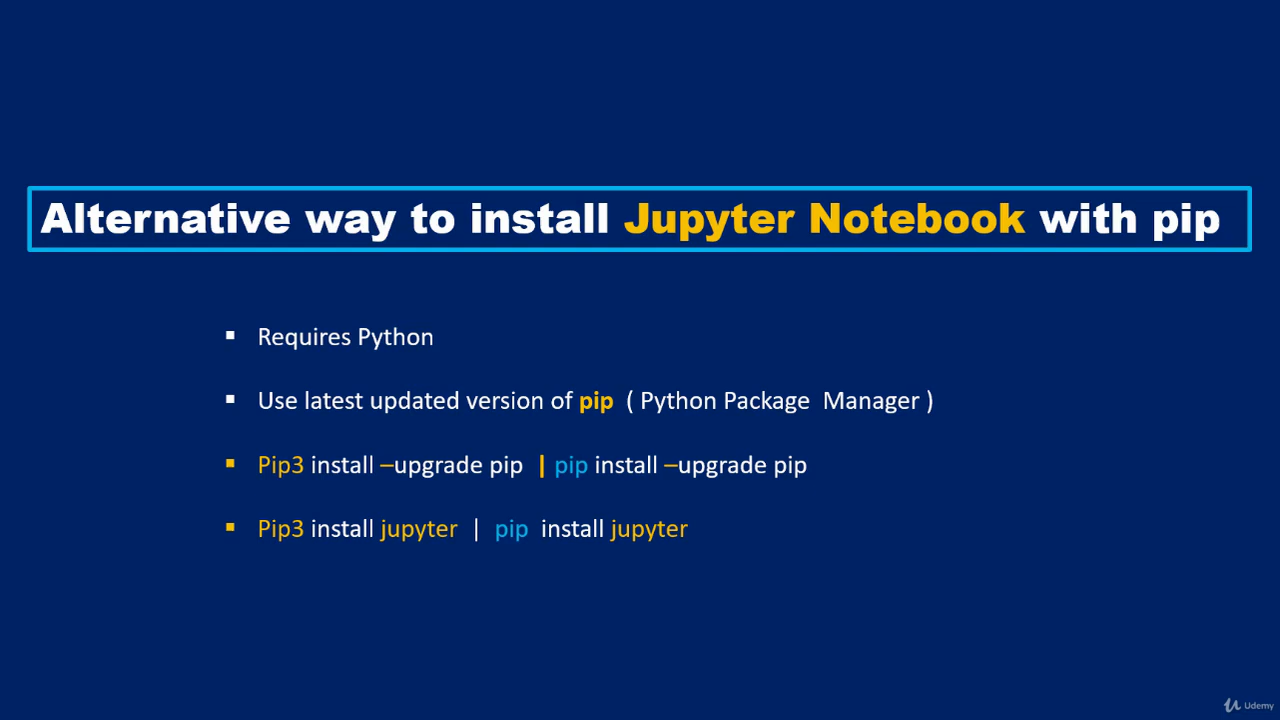 Alternative way to install Jupyter Notebook with pip
▪ Requires Python
▪ Use latest updated version of pip ( Python Package Manager )
▪ Pip3 install –upgrade pip | pip install –upgrade pip
▪ Pip3 install jupyter | pip install jupyter
Udemy